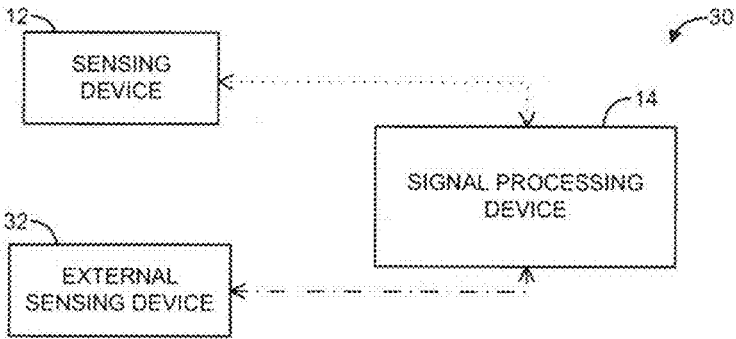 12
30
SENSING
DEVICE
14
SIGNAL PROCESSING
DEVICE
32
EXTERNAL
SENSING DEVICE